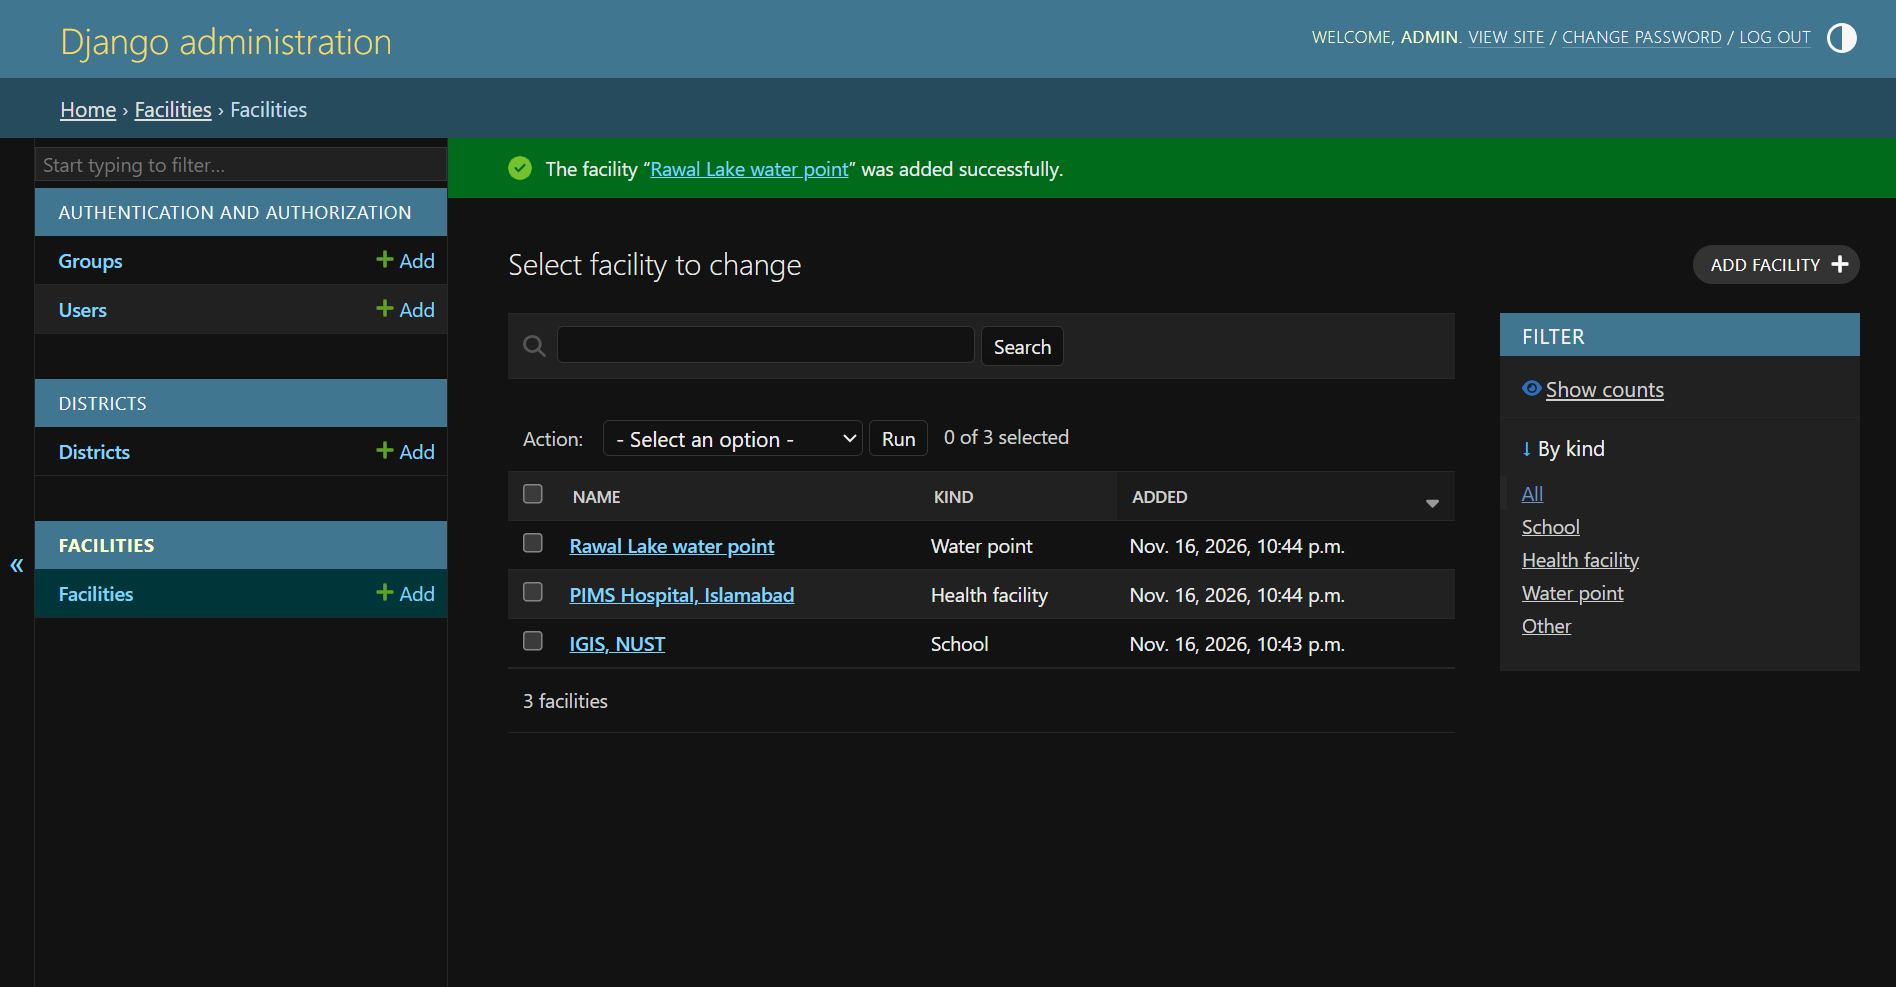 Django administration
WELCOME, ADMIN. VIEW SITE / CHANGE PASSWORD / LOG OUT
Home › Facilities › Facilities
Start typing to filter...
AUTHENTICATION AND AUTHORIZATION
Groups + Add
Users + Add
DISTRICTS
Districts + Add
FACILITIES
Facilities + Add
«
The facility “Rawal Lake water point” was added successfully.
Select facility to change
ADD FACILITY +
Search
Action: - Select an option - Run 0 of 3 selected
NAME KIND ADDED
Rawal Lake water point Water point Nov. 16, 2026, 10:44 p.m.
PIMS Hospital, Islamabad Health facility Nov. 16, 2026, 10:44 p.m.
IGIS, NUST School Nov. 16, 2026, 10:43 p.m.
3 facilities
FILTER
Show counts
↓ By kind
All
School
Health facility
Water point
Other